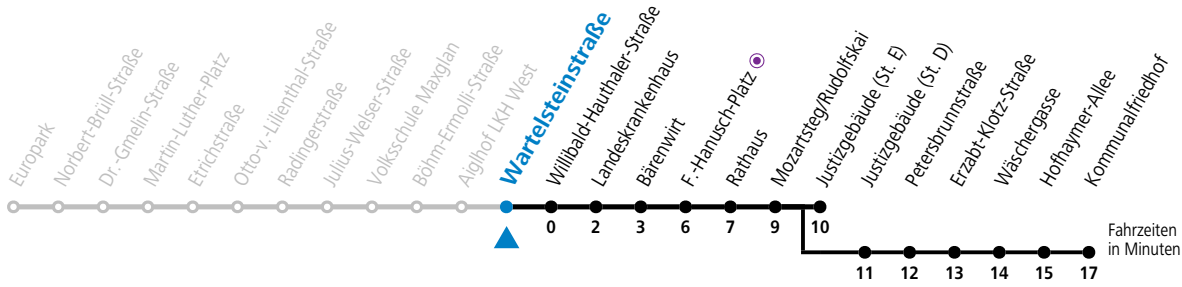 Europark
Norbert-Brüll-Straße
Dr.-Gmelin-Straße
Martin-Luther-Platz
Etrichstraße
Otto-v.-Lilienthal-Straße
Radingerstraße
Julius-Welser-Straße
Volksschule Maxglan
Böhm-Ermolli-Straße
Aiglhof LKH West
Wartelsteinstraße
Willibald-Hauthaler-Straße
Landeskrankenhaus
Bärenwirt
F.-Hanusch-Platz
Rathaus
Mozartsteg/Rudolfskai
Justizgebäude (St. E)
Justizgebäude (St. D)
Petersbrunnstraße
Erzabt-Klotz-Straße
Wäschergasse
Hofhaymer-Allee
Kommunalfriedhof
0 2 3 6 7 9 10
11 12 13 14 15 17
Fahrzeiten
in Minuten